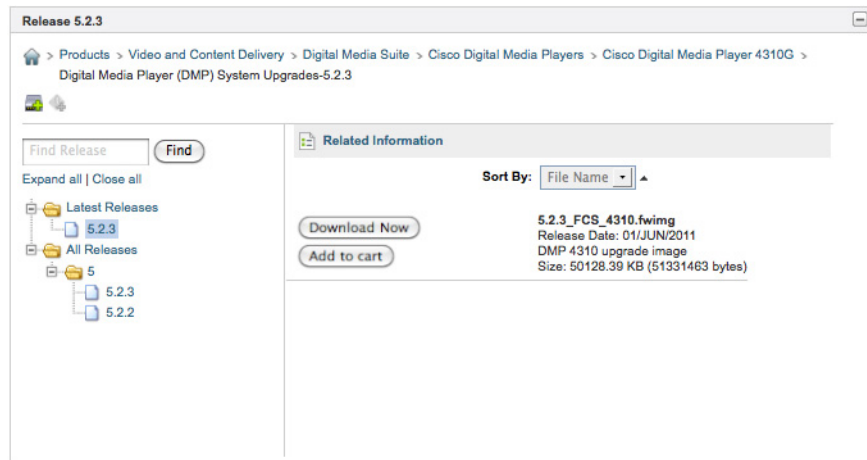 Release 5.2.3
> Products > Video and Content Delivery > Digital Media Suite > Cisco Digital Media Players > Cisco Digital Media Player 4310G >
Digital Media Player (DMP) System Upgrades-5.2.3
Find Release
Find
Expand all | Close all
Latest Releases
5.2.3
All Releases
5
5.2.3
5.2.2
Related Information
Sort By: File Name
Download Now
Add to cart
5.2.3_FCS_4310.fwimg
Release Date: 01/JUN/2011
DMP 4310 upgrade image
Size: 50128.39 KB (51331463 bytes)